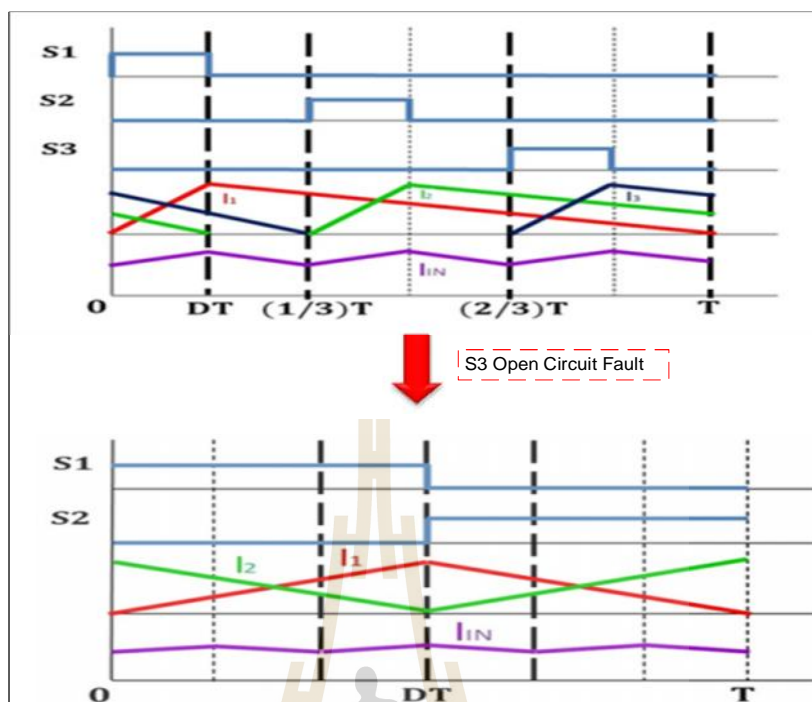 S1
S2
S3
I₁
I₂
I₃
IIN
0 DT (1/3)T (2/3)T T
S3 Open Circuit Fault
S1
S2
I₂ I₁
IIN
0 DT T